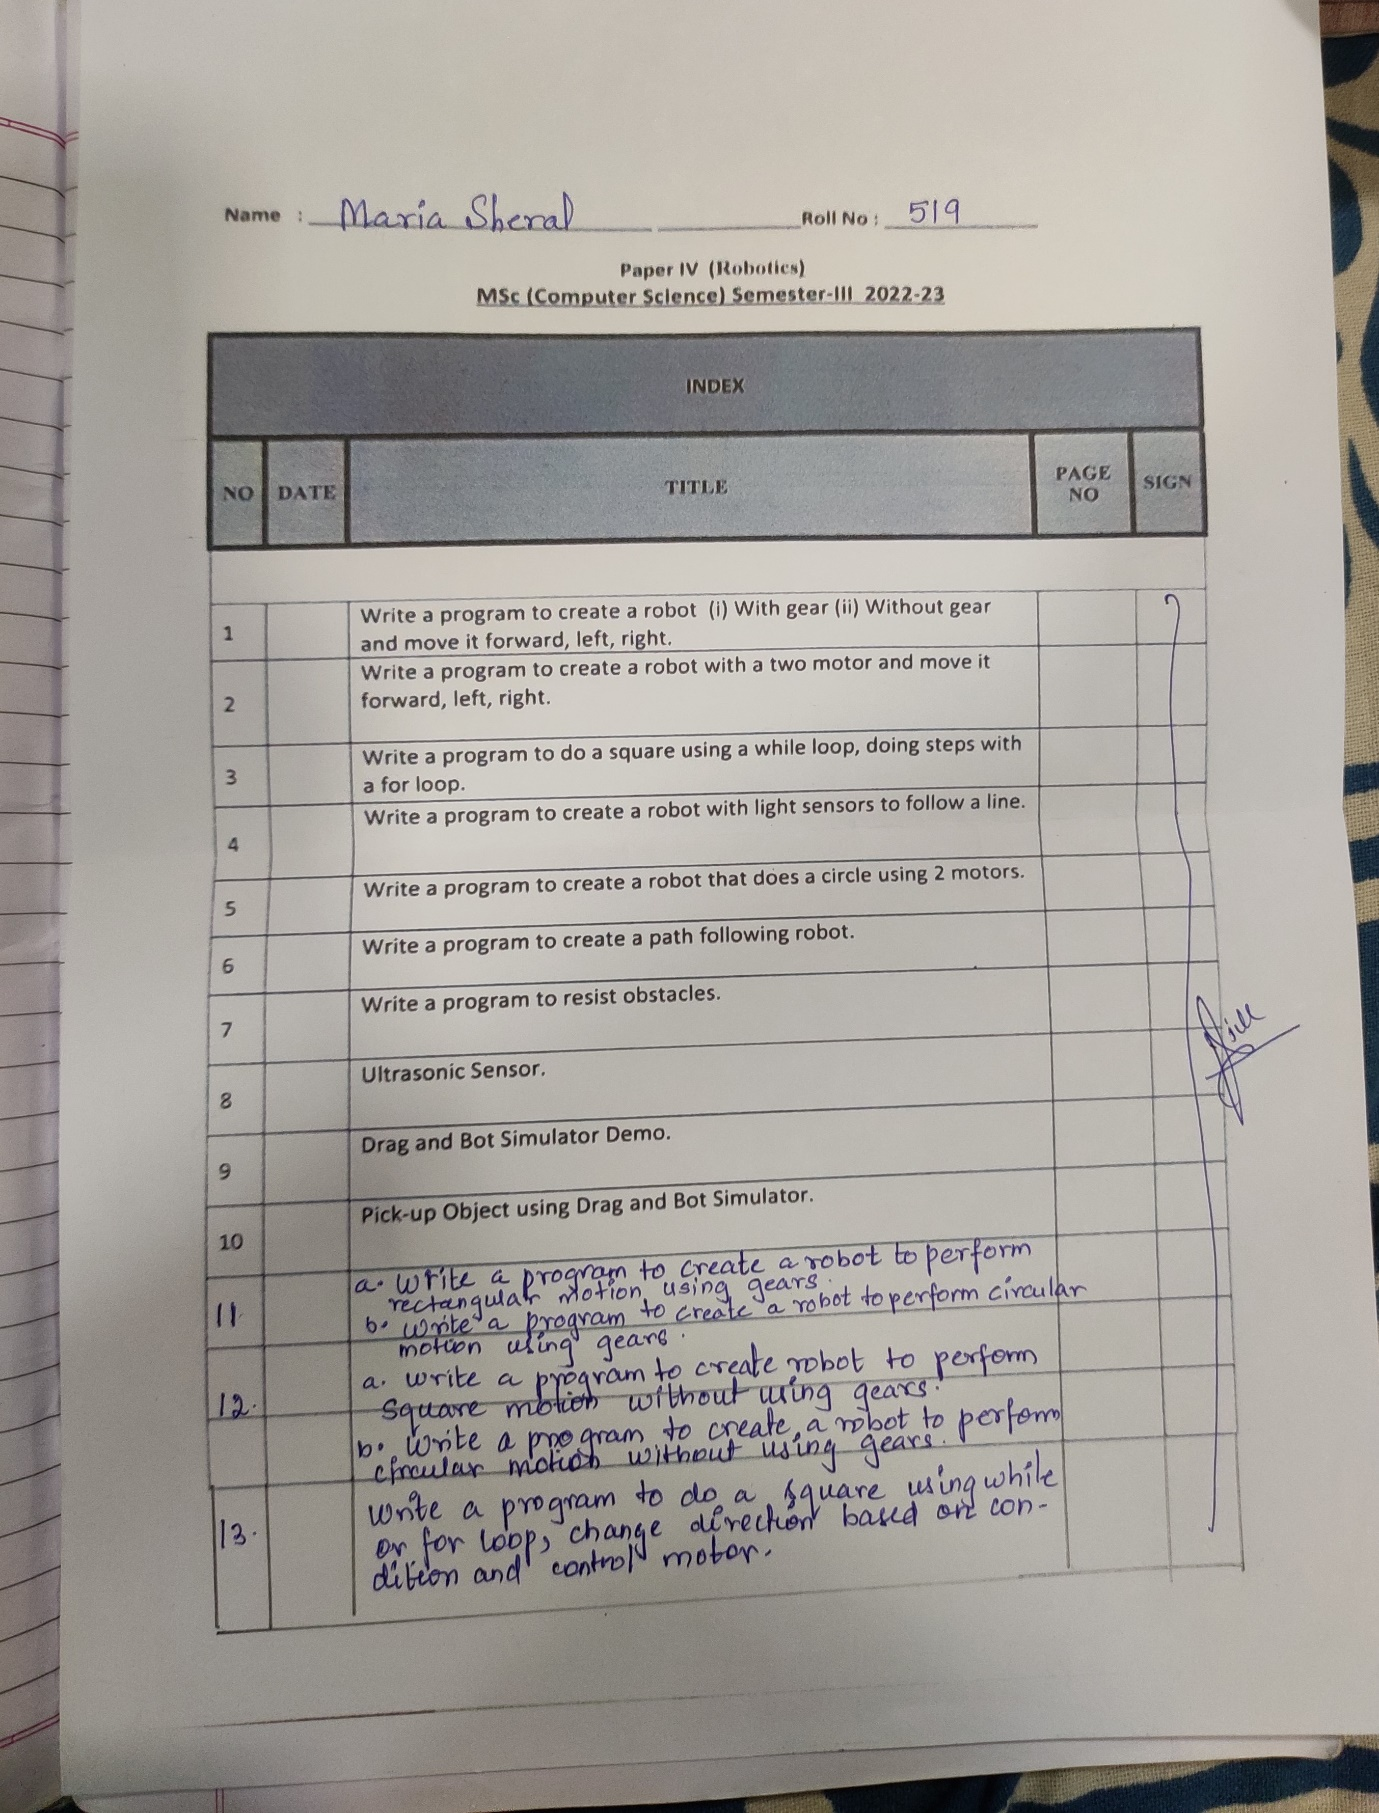 Name : Maria Sheral Roll No : 519
Paper IV (Robotics)
MSc (Computer Science) Semester-III 2022-23
INDEX
NO DATE TITLE PAGE NO SIGN
1 Write a program to create a robot (i) With gear (ii) Without gear
and move it forward, left, right.
2 Write a program to create a robot with a two motor and move it
forward, left, right.
3 Write a program to do a square using a while loop, doing steps with
a for loop.
4 Write a program to create a robot with light sensors to follow a line.
5 Write a program to create a robot that does a circle using 2 motors.
6 Write a program to create a path following robot.
7 Write a program to resist obstacles.
8 Ultrasonic Sensor.
9 Drag and Bot Simulator Demo.
10 Pick-up Object using Drag and Bot Simulator.
11. a. Write a program to create a robot to perform
rectangular motion using gears.
b. Write a program to create a robot to perform circular
motion using gears.
12. a. Write a program to create robot to perform
square motion without using gears.
b. Write a program to create a robot to perform
circular motion without using gears.
13. Write a program to do a square using while
or for loop, change direction based on con-
dition and control motor.